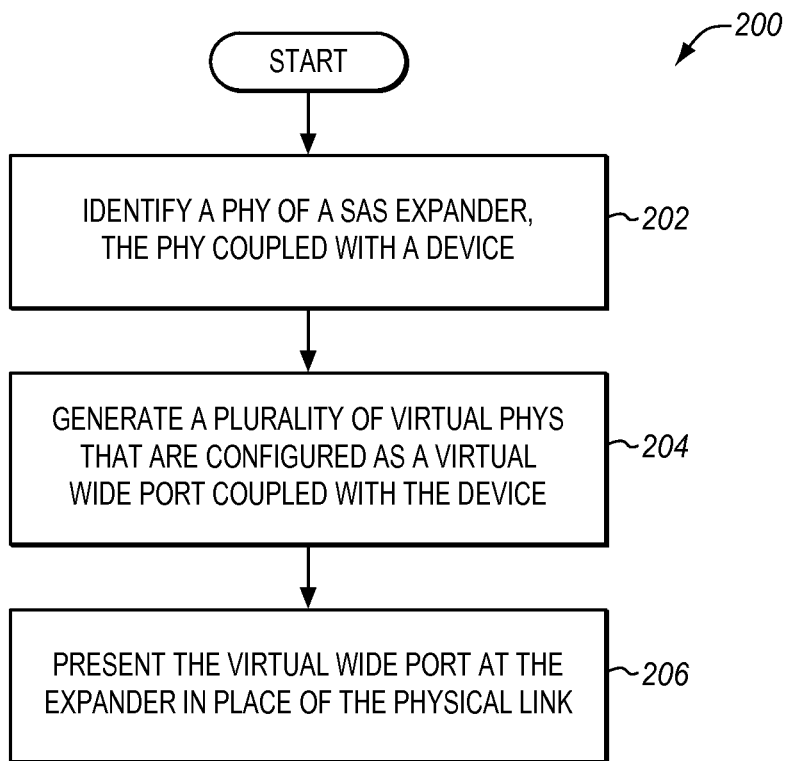 200
START
IDENTIFY A PHY OF A SAS EXPANDER,
THE PHY COUPLED WITH A DEVICE
202
GENERATE A PLURALITY OF VIRTUAL PHYS
THAT ARE CONFIGURED AS A VIRTUAL
WIDE PORT COUPLED WITH THE DEVICE
204
PRESENT THE VIRTUAL WIDE PORT AT THE
EXPANDER IN PLACE OF THE PHYSICAL LINK
206